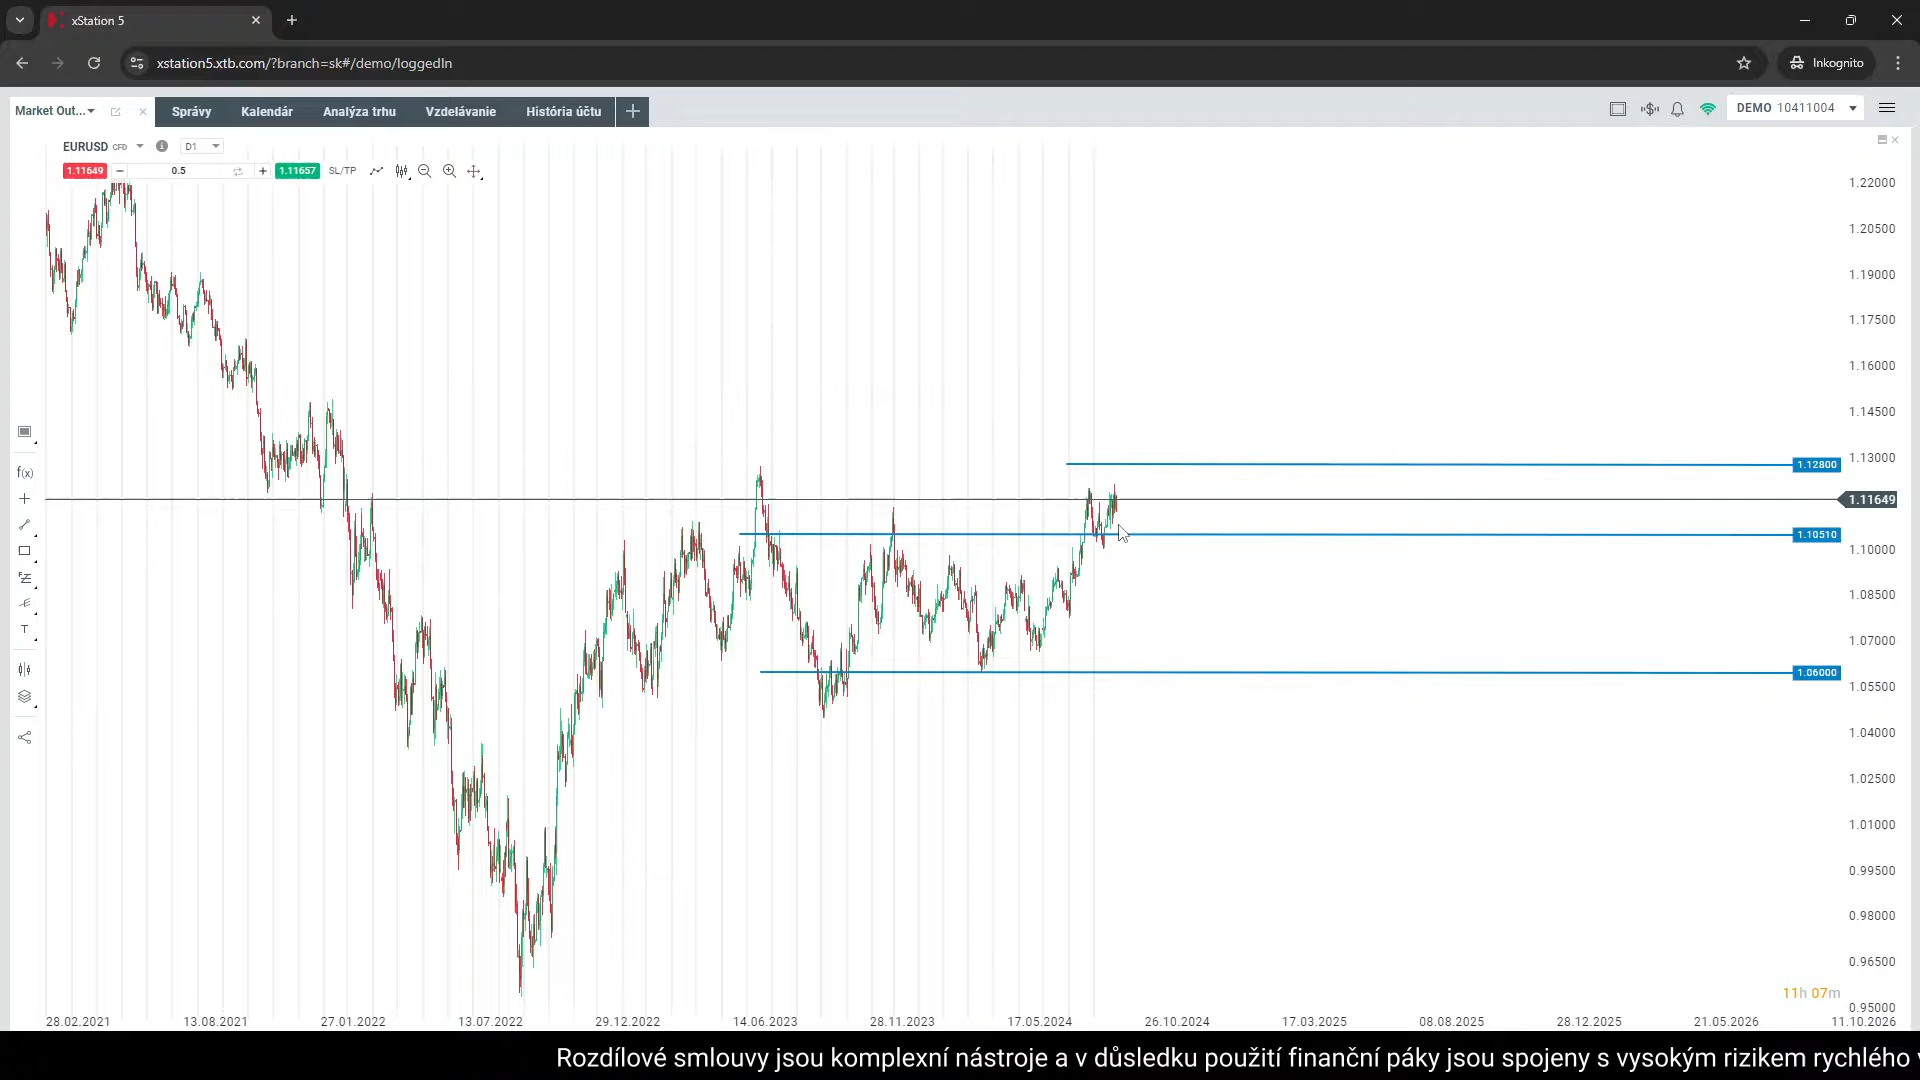 xStation 5
xstation5.xtb.com/?branch=sk#/demo/loggedIn
Inkognito
Market Out...
Správy
Kalendár
Analýza trhu
Vzdelávanie
História účtu
DEMO 10411004
EURUSD CFD
D1
1.11649
0.5
1.11657
SL/TP
1.22000
1.20500
1.19000
1.17500
1.16000
1.14500
1.13000
1.12800
1.11649
1.10510
1.10000
1.08500
1.07000
1.06000
1.05500
1.04000
1.02500
1.01000
0.99500
0.98000
0.96500
0.95000
f(x)
T
11h 07m
28.02.2021
13.08.2021
27.01.2022
13.07.2022
29.12.2022
14.06.2023
28.11.2023
17.05.2024
26.10.2024
17.03.2025
08.08.2025
28.12.2025
21.05.2026
11.10.2026
Rozdílové smlouvy jsou komplexní nástroje a v důsledku použití finanční páky jsou spojeny s vysokým rizikem rychlého